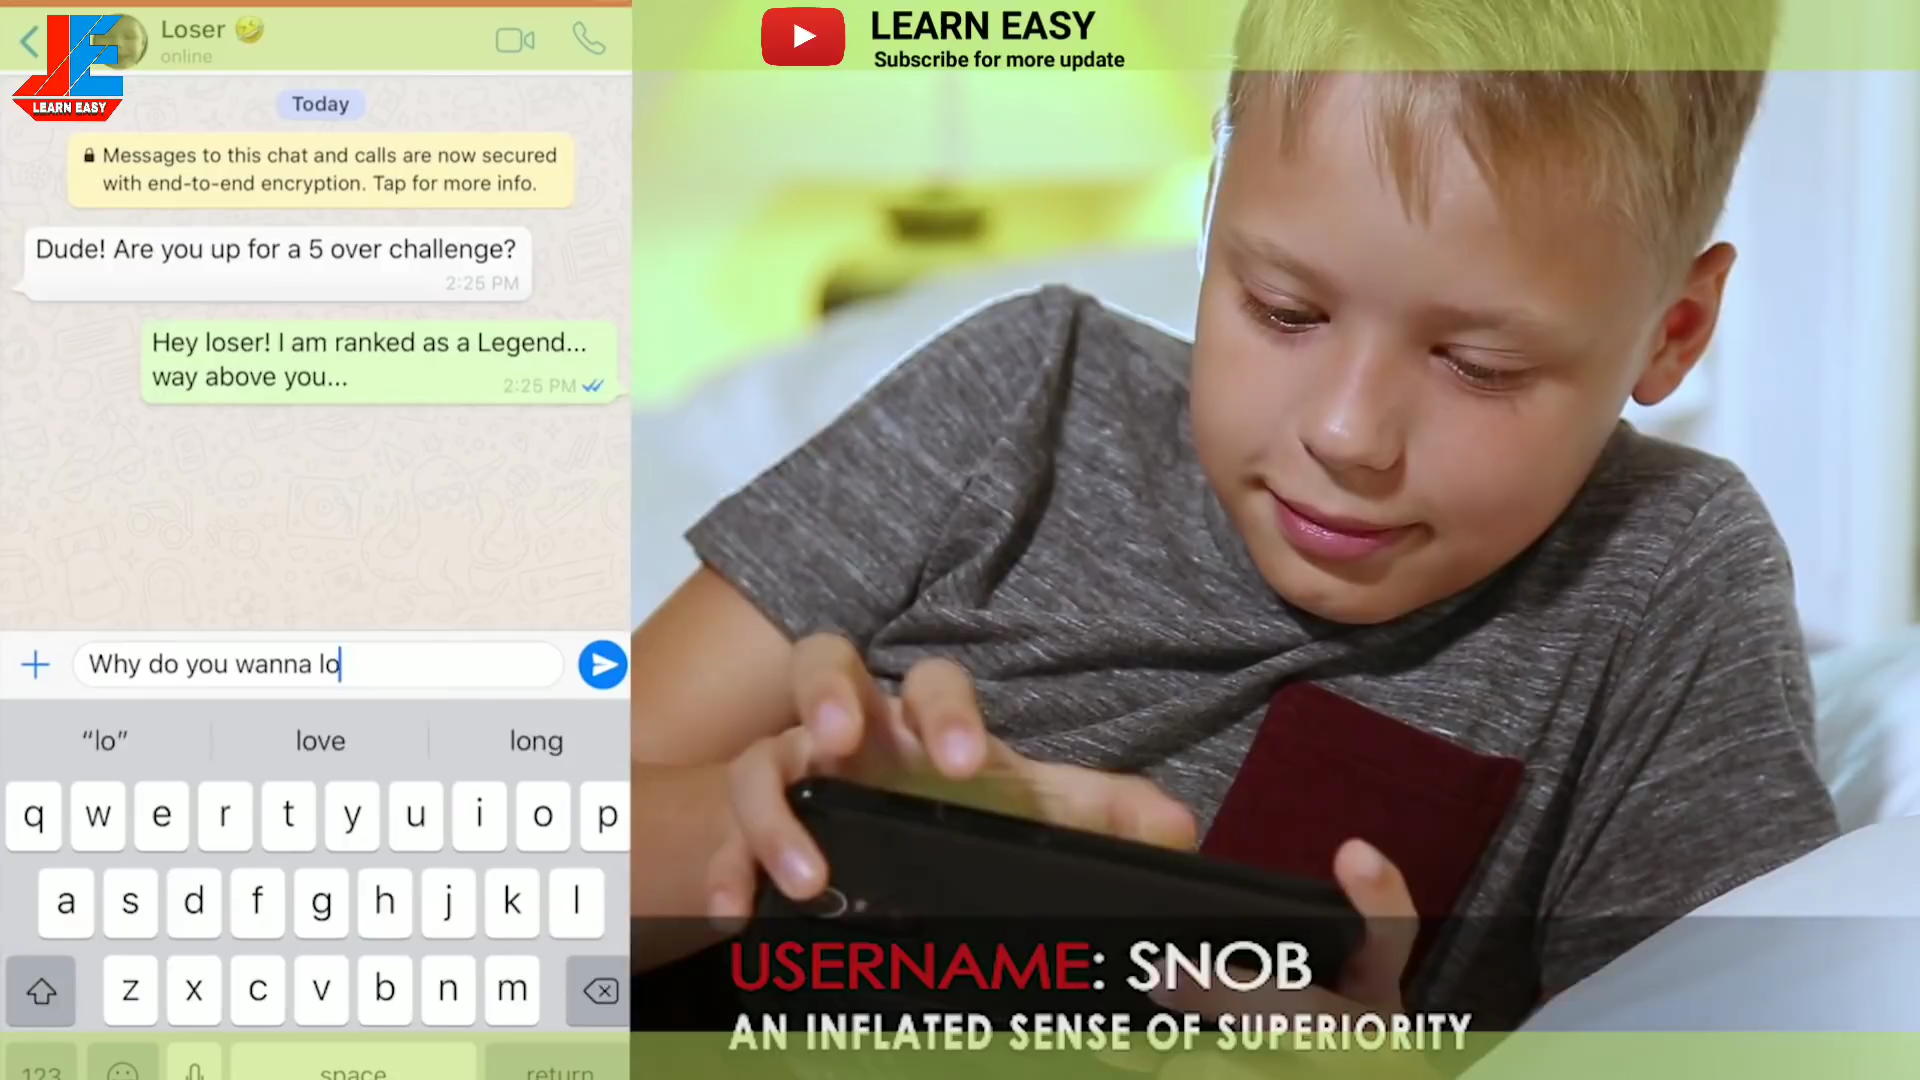 Loser 🤣
online
LEARN EASY
Today
Messages to this chat and calls are now secured
with end-to-end encryption. Tap for more info.
Dude! Are you up for a 5 over challenge?
2:25 PM
Hey loser! I am ranked as a Legend...
way above you...
2:25 PM
Why do you wanna lo
“lo” love long
q w e r t y u i o p
a s d f g h j k l
z x c v b n m
123 space return
LEARN EASY
Subscribe for more update
USERNAME: SNOB
AN INFLATED SENSE OF SUPERIORITY